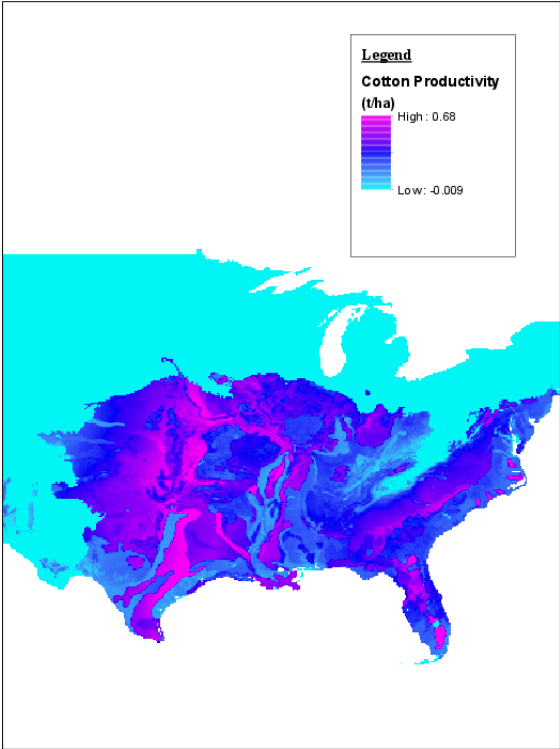 Legend
Cotton Productivity
(t/ha)
High : 0.68
Low : -0.009